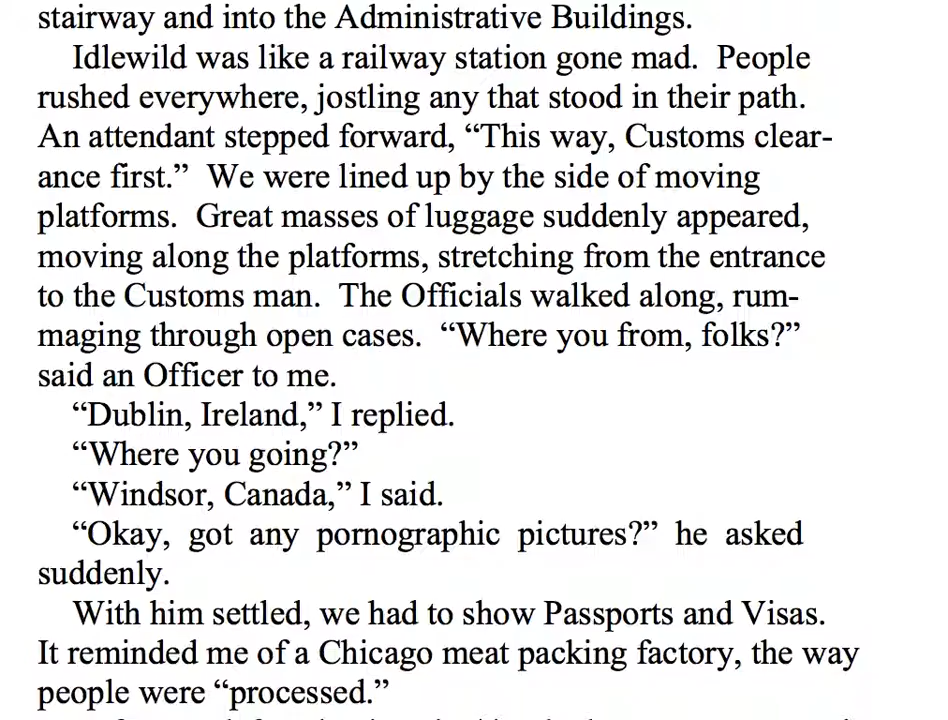 stairway and into the Administrative Buildings.
Idlewild was like a railway station gone mad.  People
rushed everywhere, jostling any that stood in their path.
An attendant stepped forward, “This way, Customs clear-
ance first.”  We were lined up by the side of moving
platforms.  Great masses of luggage suddenly appeared,
moving along the platforms, stretching from the entrance
to the Customs man.  The Officials walked along, rum-
maging through open cases.  “Where you from, folks?”
said an Officer to me.
“Dublin, Ireland,” I replied.
“Where you going?”
“Windsor, Canada,” I said.
“Okay, got any pornographic pictures?” he asked
suddenly.
With him settled, we had to show Passports and Visas.
It reminded me of a Chicago meat packing factory, the way
people were “processed.”